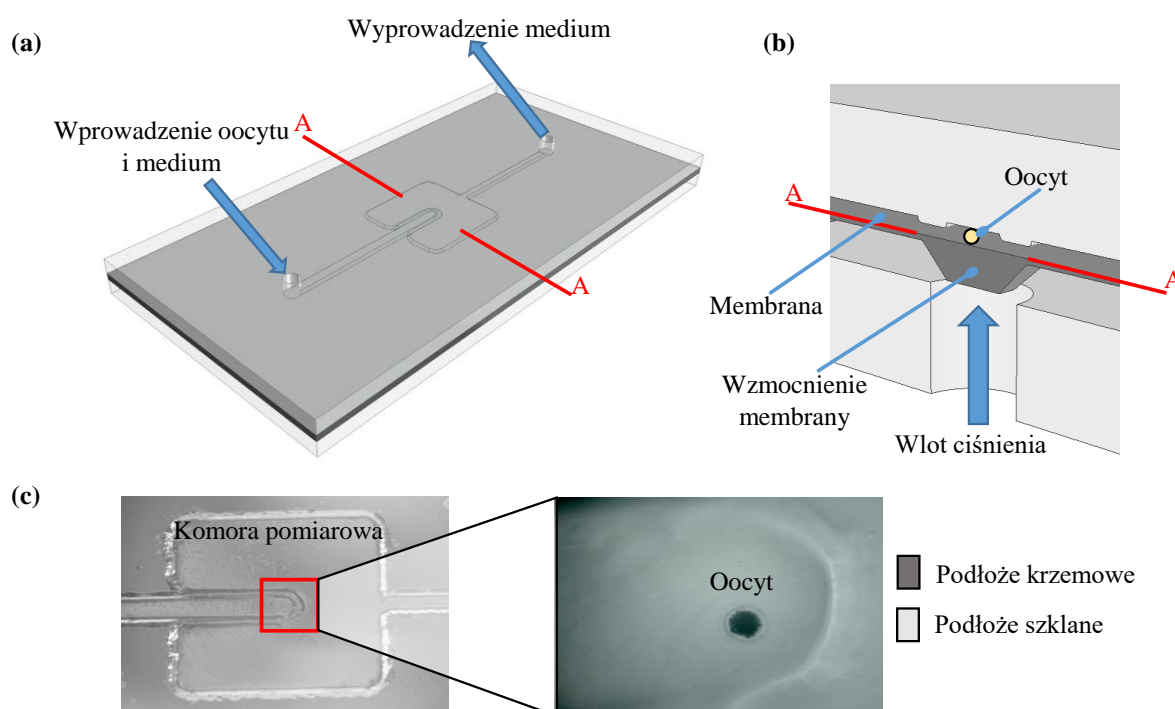 (a)
Wyprowadzenie medium
Wprowadzenie oocytu
i medium
A
A
(b)
Oocyt
A
A
Membrana
Wzmocnienie
membrany
Wlot ciśnienia
(c)
Komora pomiarowa
Oocyt
Podłoże krzemowe
Podłoże szklane